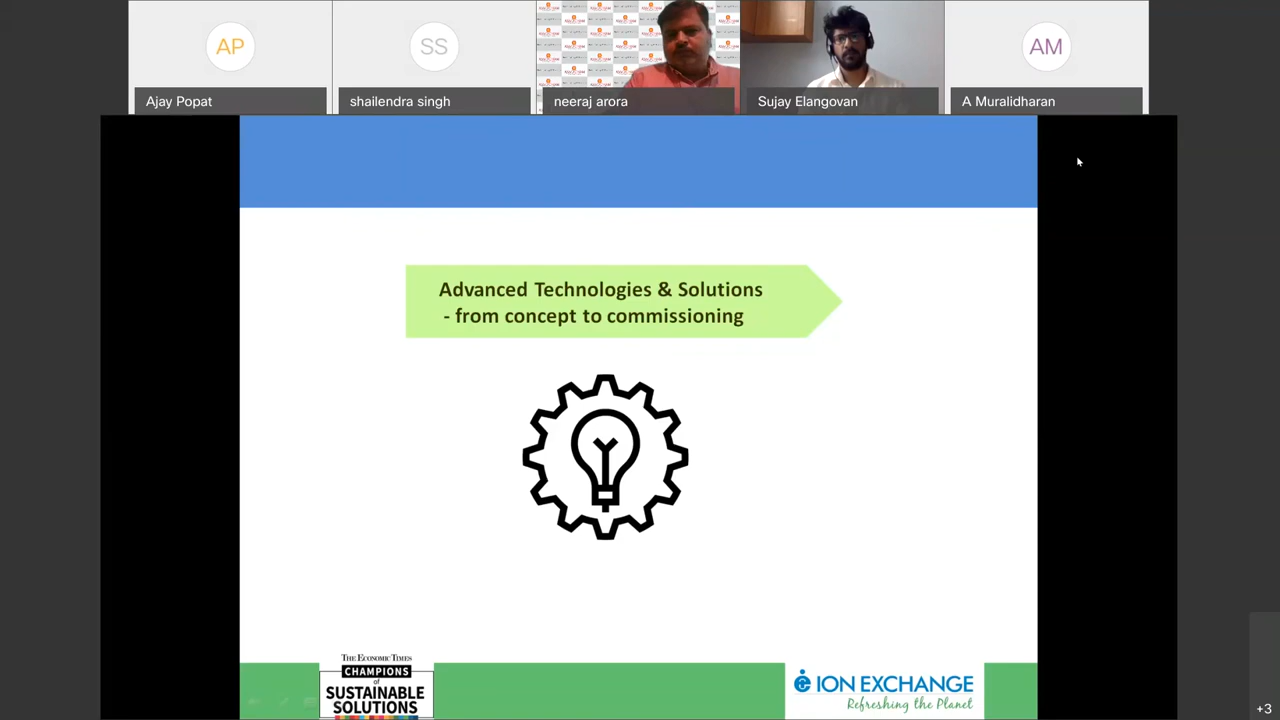 AP
SS
AM
Ajay Popat
shailendra singh
neeraj arora
Sujay Elangovan
A Muralidharan
Advanced Technologies & Solutions
- from concept to commissioning
THE ECONOMIC TIMES
CHAMPIONS
of
SUSTAINABLE
SOLUTIONS
ION EXCHANGE
Refreshing the Planet
+3